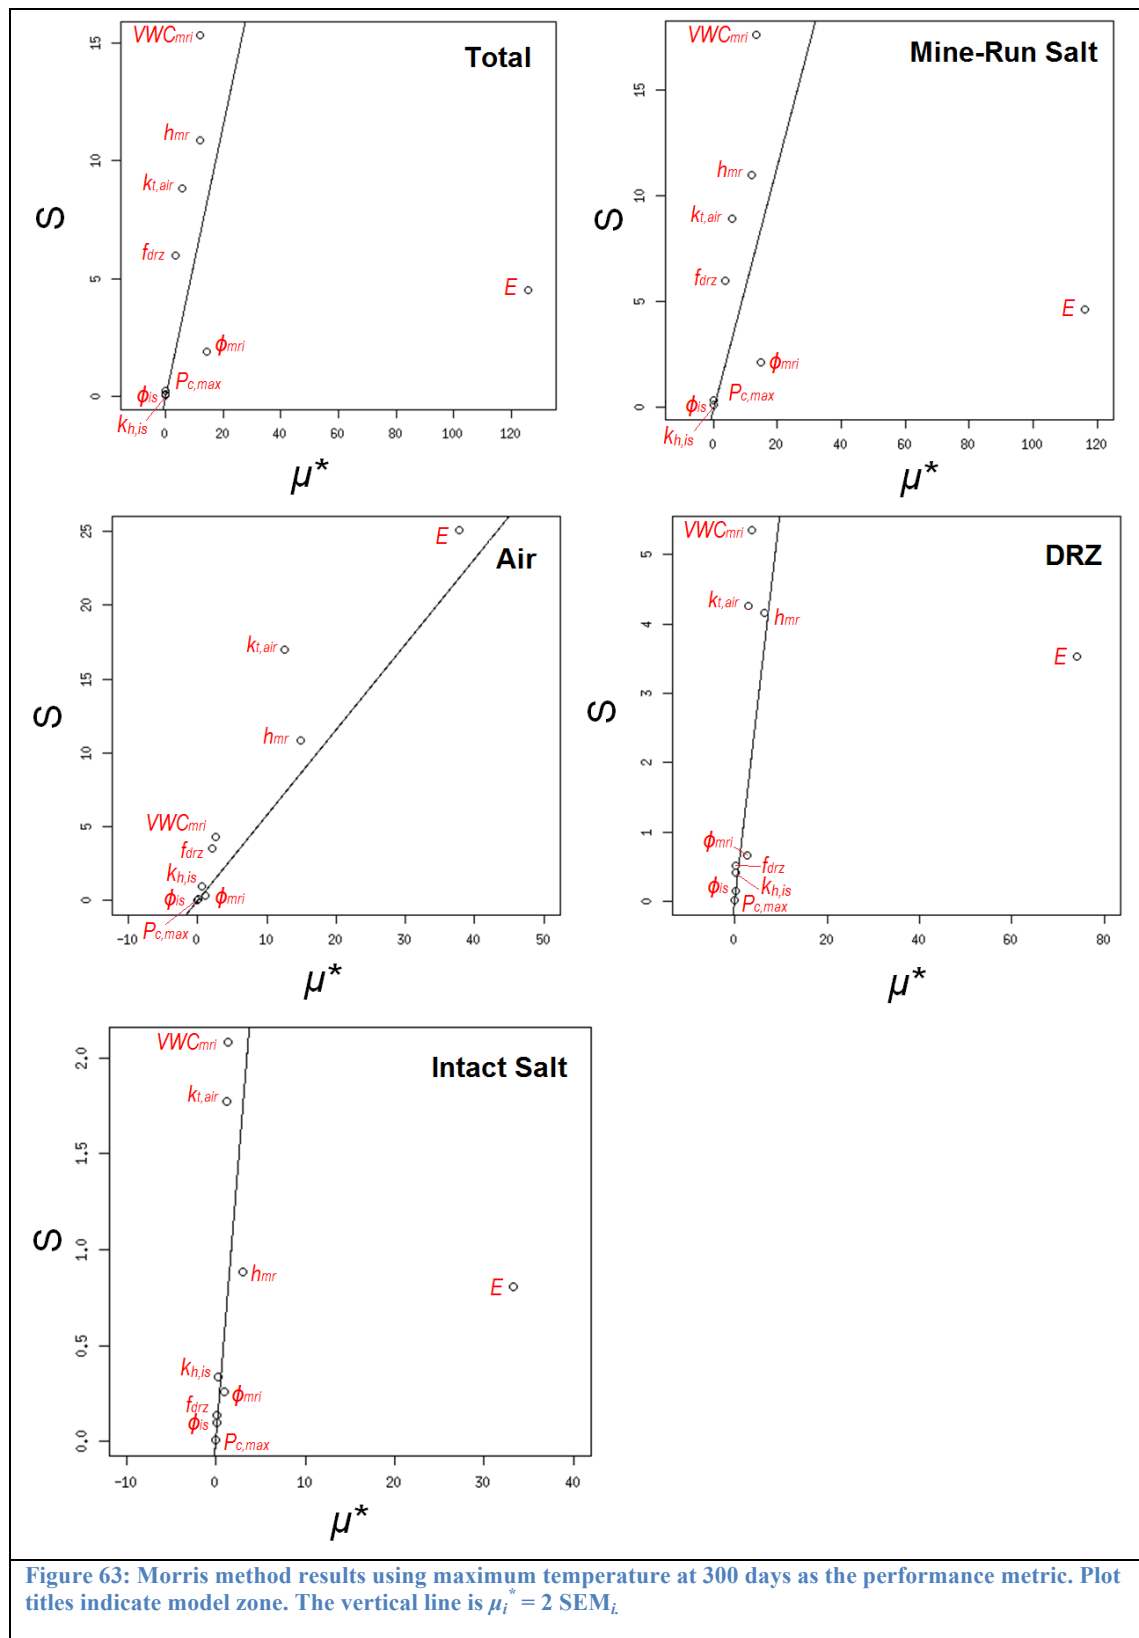 Total
S
15
10
5
0
VWCmri
hmr
kt,air
fdrz
E
ϕmri
Pc,max
ϕis
kh,is
0 20 40 60 80 100 120
μ*
Mine-Run Salt
S
15
10
5
0
VWCmri
hmr
kt,air
fdrz
E
ϕmri
Pc,max
ϕis
kh,is
0 20 40 60 80 100 120
μ*
Air
S
25
20
15
10
5
0
E
kt,air
hmr
VWCmri
fdrz
kh,is
ϕis
ϕmri
Pc,max
−10 0 10 20 30 40 50
μ*
DRZ
S
5
4
3
2
1
0
VWCmri
kt,air
hmr
E
ϕmri
fdrz
ϕis
kh,is
Pc,max
0 20 40 60 80
μ*
Intact Salt
S
2.0
1.5
1.0
0.5
0.0
VWCmri
kt,air
hmr
E
kh,is
ϕmri
fdrz
ϕis
Pc,max
−10 0 10 20 30 40
μ*
Figure 63: Morris method results using maximum temperature at 300 days as the performance metric. Plot
titles indicate model zone. The vertical line is μi* = 2 SEMi.